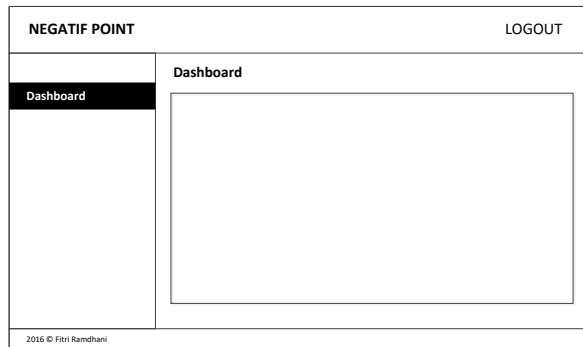 NEGATIF POINT
LOGOUT
Dashboard
Dashboard
2016 © Fitri Ramdhani